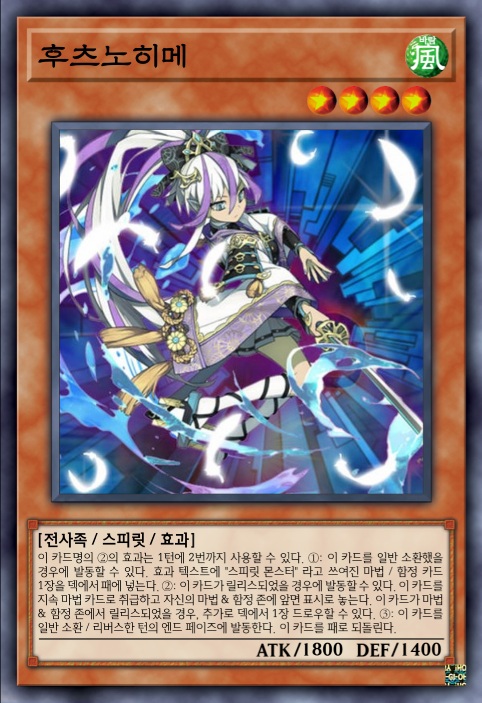 후츠노히메
바람
風
[전사족 / 스피릿 / 효과]
이 카드명의 ②의 효과는 1턴에 2번까지 사용할 수 있다. ①: 이 카드를 일반 소환했을
경우에 발동할 수 있다. 효과 텍스트에 "스피릿 몬스터" 라고 쓰여진 마법 / 함정 카드
1장을 덱에서 패에 넣는다. ②: 이 카드가 릴리스되었을 경우에 발동할 수 있다. 이 카드를
지속 마법 카드로 취급하고 자신의 마법 & 함정 존에 앞면 표시로 놓는다. 이 카드가 마법
& 함정 존에서 릴리스되었을 경우, 추가로 덱에서 1장 드로우할 수 있다. ③: 이 카드를
일반 소환 / 리버스한 턴의 엔드 페이즈에 발동한다. 이 카드를 패로 되돌린다.
ATK/1800 DEF/1400